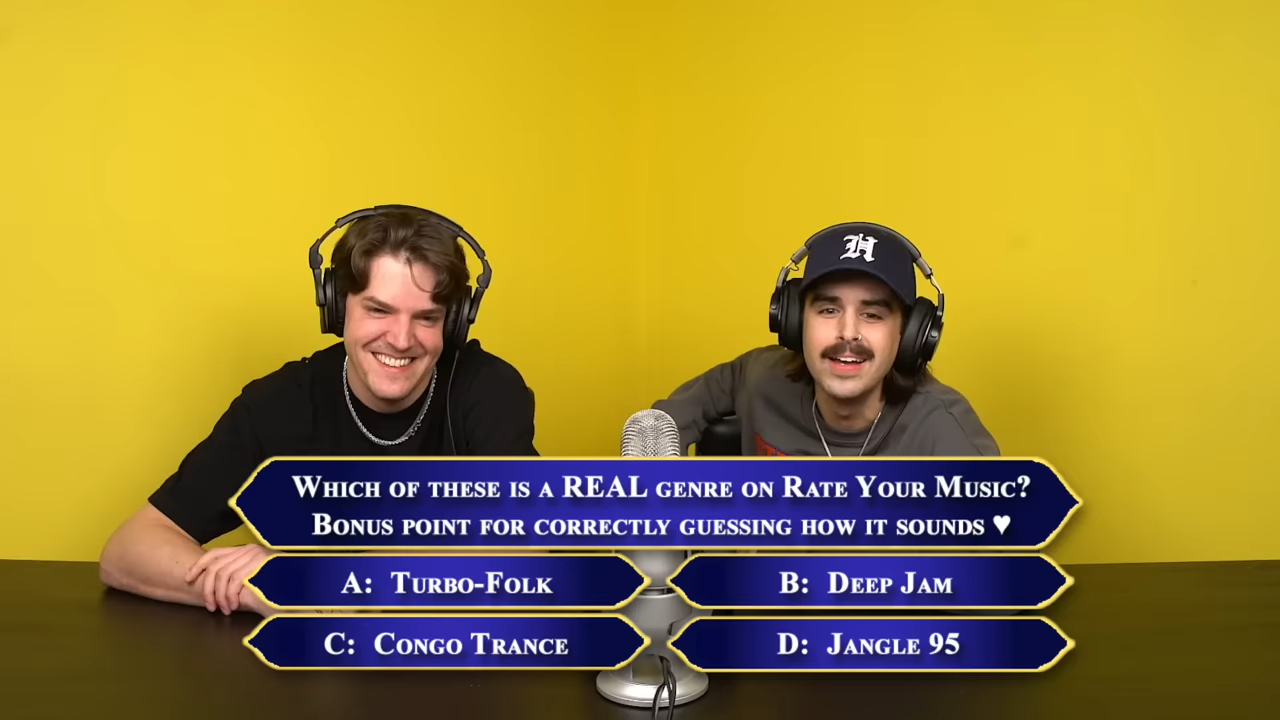 H
Which of these is a REAL genre on Rate Your Music?
Bonus point for correctly guessing how it sounds ♥
A: Turbo-Folk
B: Deep Jam
C: Congo Trance
D: Jangle 95